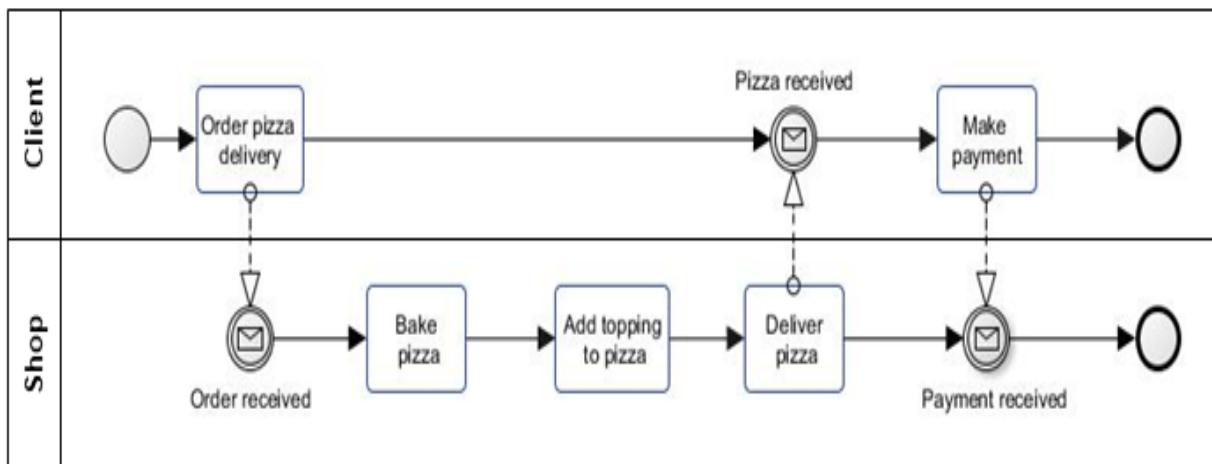 Client
Order pizza
delivery
Pizza received
Make
payment
Shop
Order received
Bake
pizza
Add topping
to pizza
Deliver
pizza
Payment received